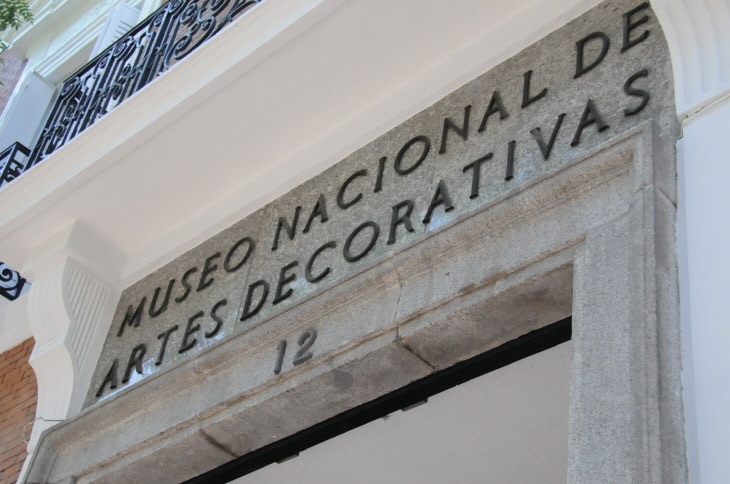 MUSEO NACIONAL DE
ARTES DECORATIVAS
12